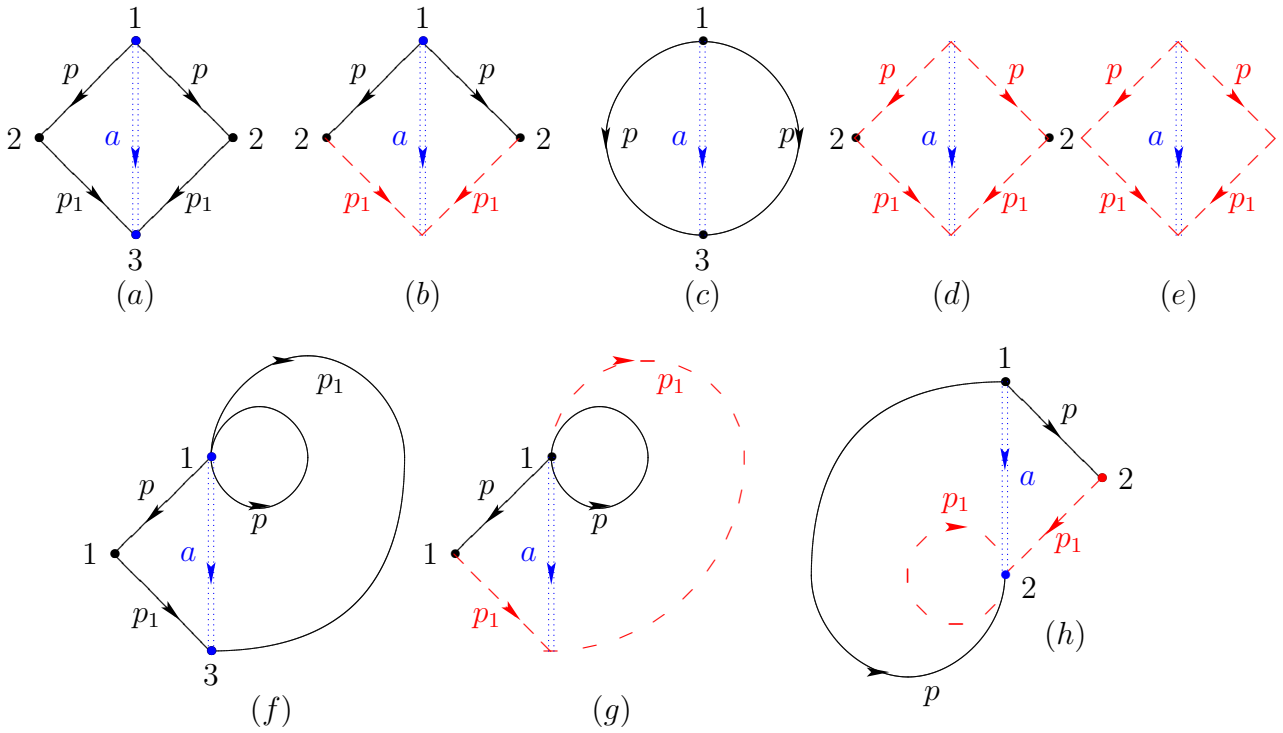 1 1 1
p p p p p p p p
2 a 2 2 a 2 p a p 2 a 2 a
p₁ p₁ p₁ p₁ p₁ p₁ p₁ p₁
3 3
(a) (b) (c) (d) (e)
1
p₁ p₁
1 1 p
p p a 2
p p p₁
1 a 1 a p₁
p₁ p₁ 2
3 (h)
p
(f) (g)